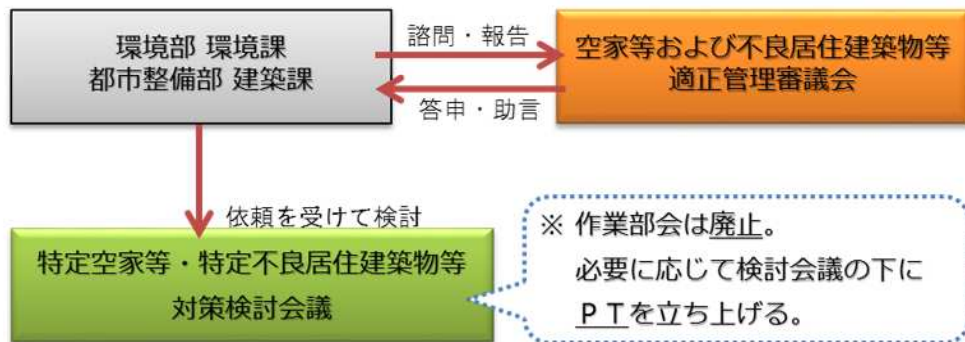 環境部 環境課
都市整備部 建築課
諮問・報告
答申・助言
空家等および不良居住建築物等
適正管理審議会
依頼を受けて検討
特定空家等・特定不良居住建築物等
対策検討会議
※ 作業部会は廃止。
必要に応じて検討会議の下に
ＰＴを立ち上げる。